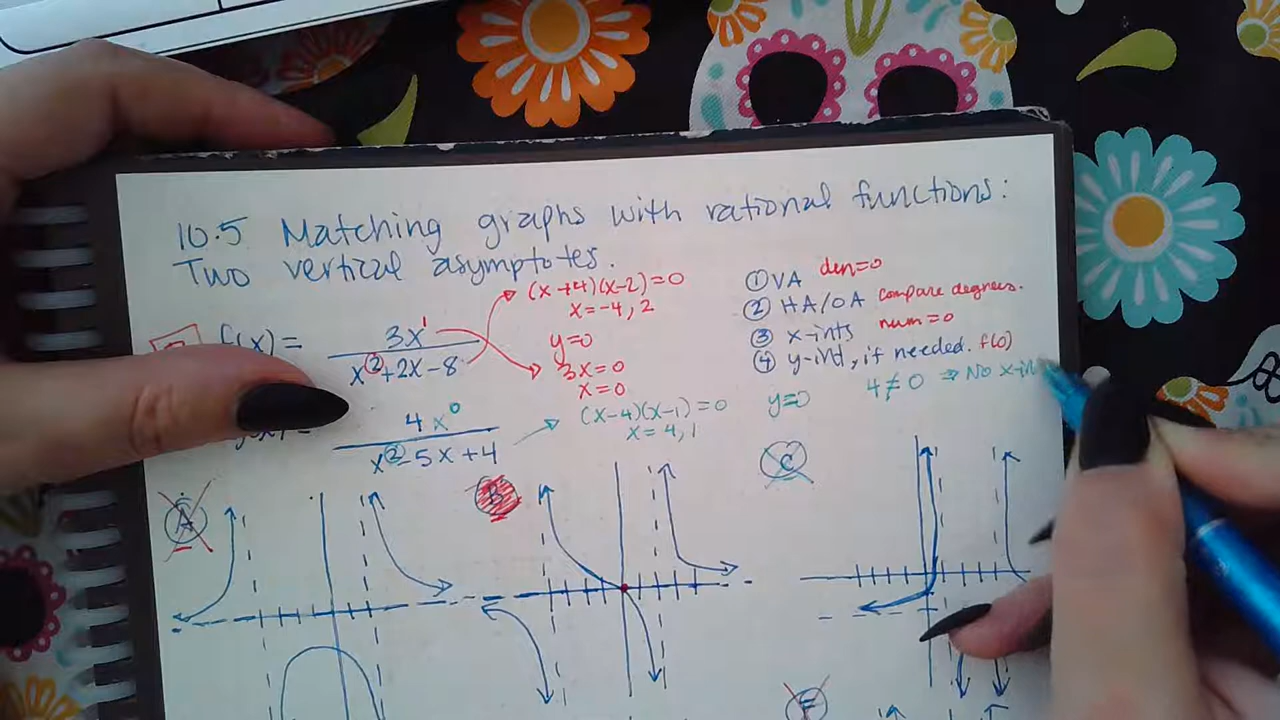 10.5 Matching graphs with rational functions:
Two vertical asymptotes.
f(x) = 3x¹ / x²+2x-8
(x+4)(x-2)=0
x=-4, 2
y=0
3x=0
x=0
① VA den=0
② HA/OA compare degrees.
③ x-ints num=0
④ y-int, if needed. f(0)
4x⁰ / x²-5x+4
(x-4)(x-1)=0
x=4, 1
y=0
4≠0 ⇒ No x-in
A
B
C
F